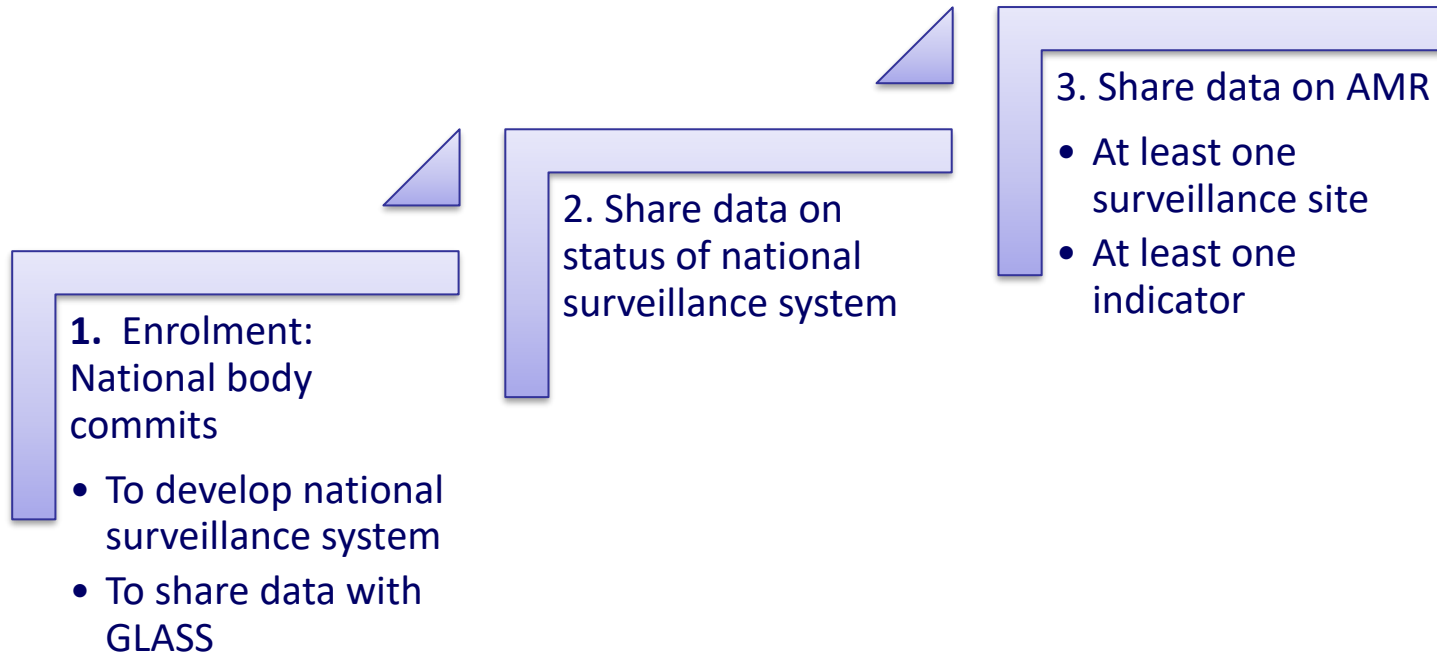 1. Enrolment:
National body
commits
• To develop national
surveillance system
• To share data with
GLASS
2. Share data on
status of national
surveillance system
3. Share data on AMR
• At least one
surveillance site
• At least one
indicator